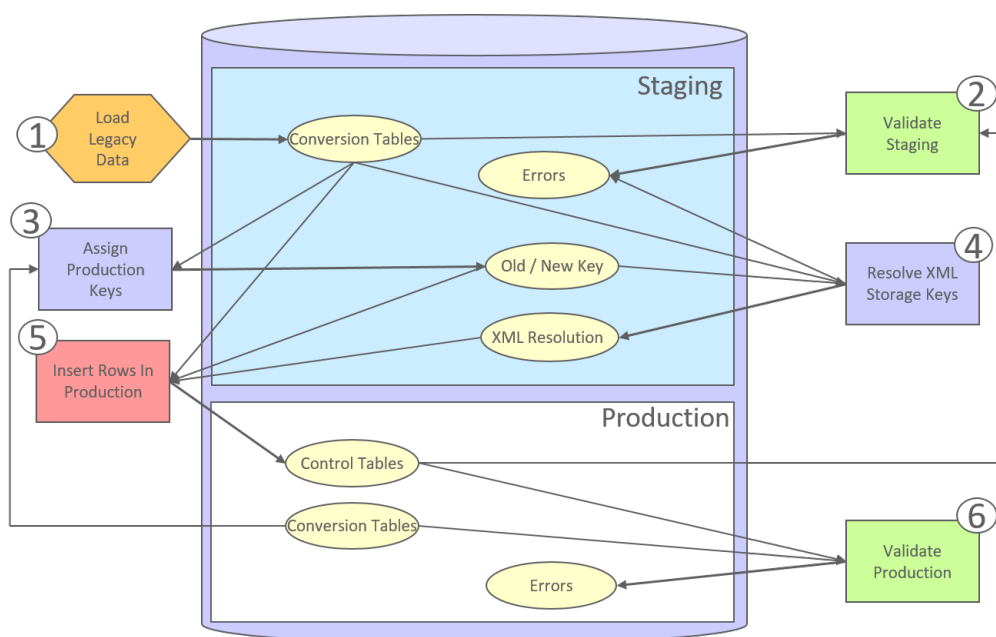 Staging
1
Load
Legacy
Data
Conversion Tables
2
Validate
Staging
Errors
3
Assign
Production
Keys
Old / New Key
4
Resolve XML
Storage Keys
XML Resolution
5
Insert Rows In
Production
Production
Control Tables
Conversion Tables
6
Validate
Production
Errors